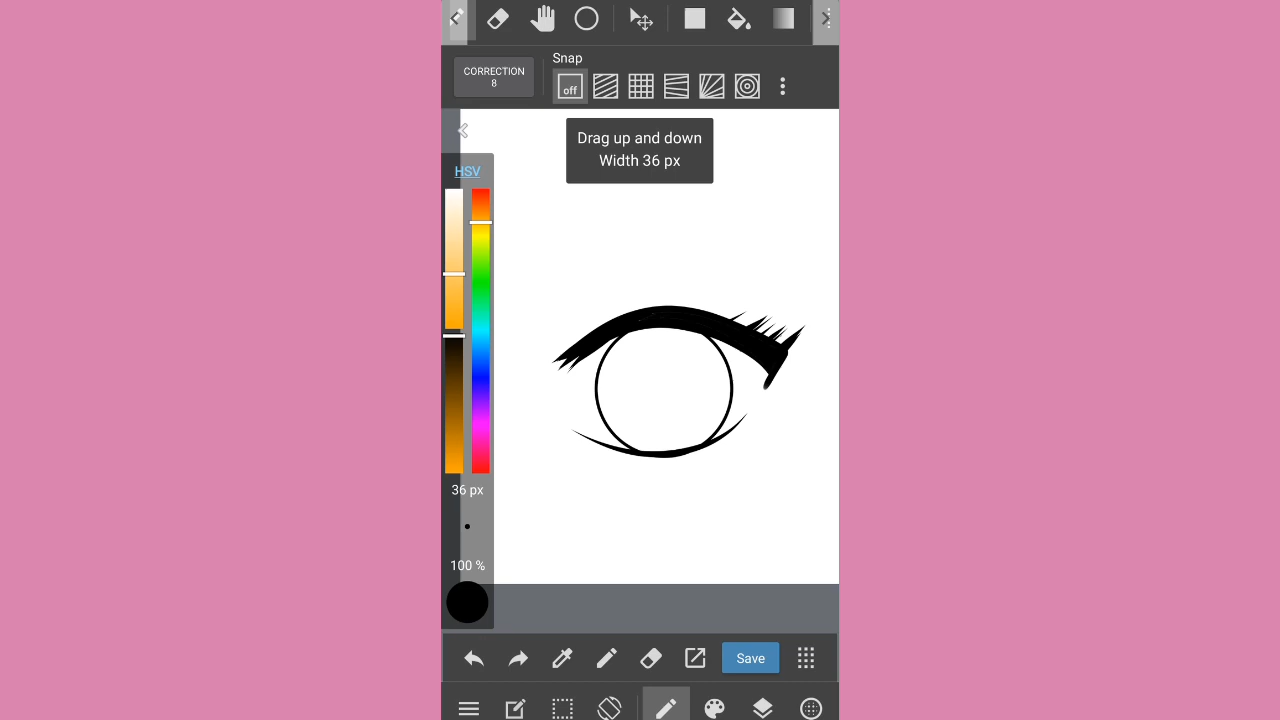 Snap
CORRECTION
8
off
Drag up and down
Width 36 px
HSV
36 px
100 %
Save